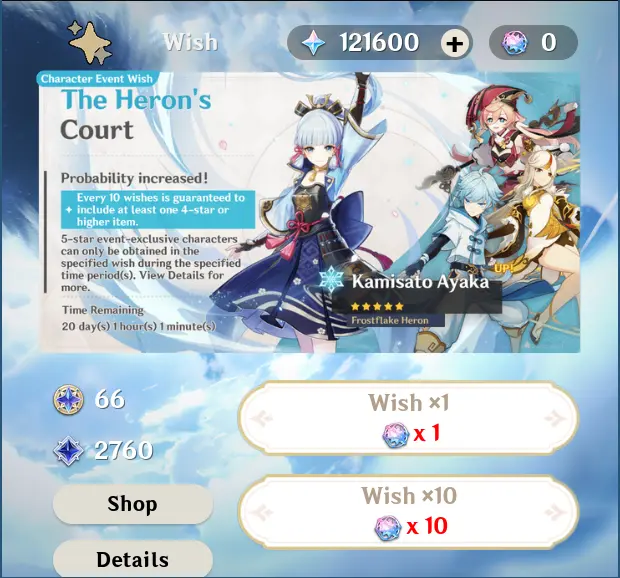 Wish
121600
0
Character Event Wish
The Heron's
Court
Probability increased!
Every 10 wishes is guaranteed to
include at least one 4-star or
higher item.
5-star event-exclusive characters
can only be obtained in the
specified wish during the specified
time period(s). View Details for
more.
Time Remaining
20 day(s) 1 hour(s) 1 minute(s)
UP!
Kamisato Ayaka
Frostflake Heron
66
2760
Shop
Details
Wish ×1
x 1
Wish ×10
x 10